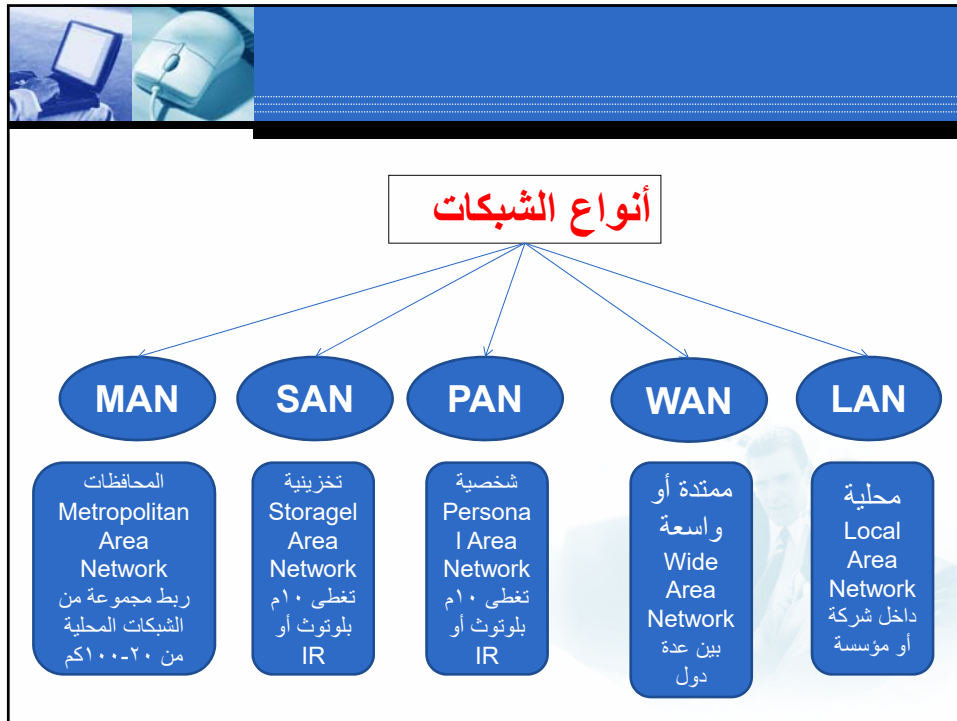 أنواع الشبكات
LAN
محلية
Local
Area
Network
داخل شركة
أو مؤسسة
WAN
ممتدة أو
واسعة
Wide
Area
Network
بين عدة
دول
PAN
شخصية
Persona
l Area
Network
تغطى ١٠م
بلوتوث أو
IR
SAN
تخزينية
Storagel
Area
Network
تغطى ١٠م
بلوتوث أو
IR
MAN
المحافظات
Metropolitan
Area
Network
ربط مجموعة من
الشبكات المحلية
من ٢٠-١٠٠كم